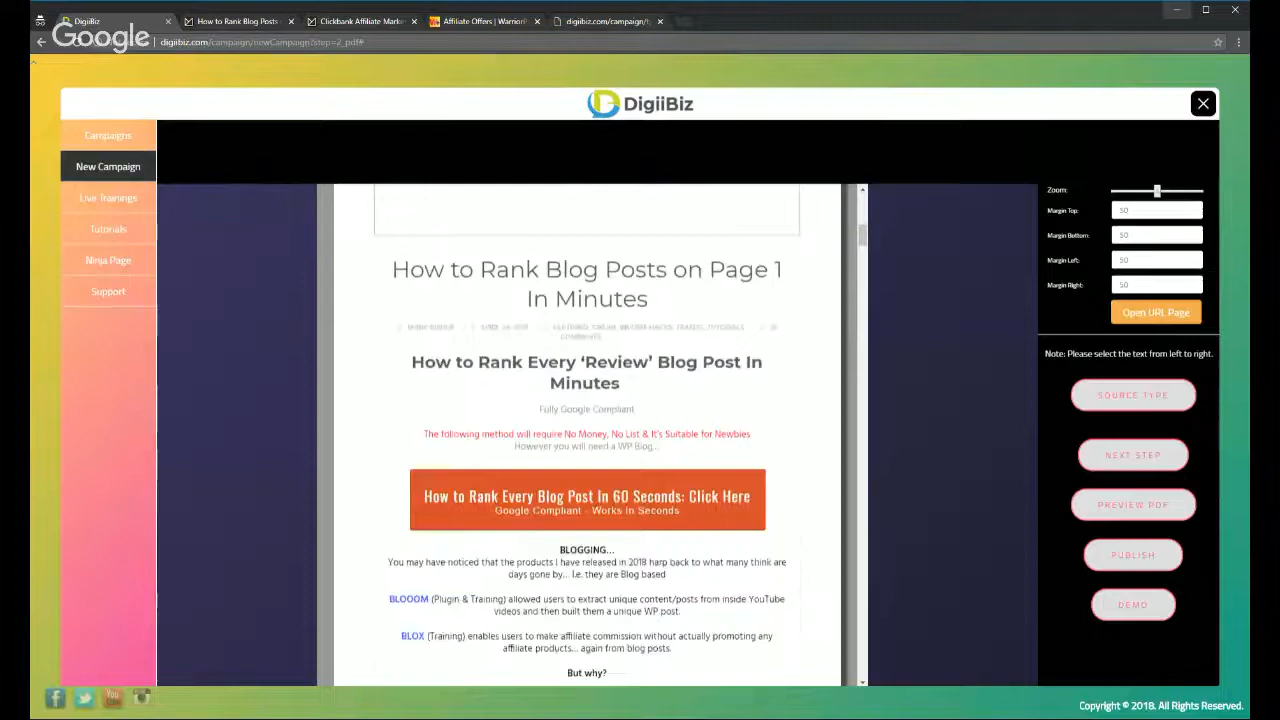 DigiiBiz
How to Rank Blog Posts
Clickbank Affiliate Marke
Affiliate Offers | Warrior
digiibiz.com/campaign/ty
Google
digiibiz.com/campaign/newCampaign?step=2_pdf#
DigiiBiz
Campaigns
New Campaign
Live Trainings
Tutorials
Ninja Page
Support
How to Rank Blog Posts on Page 1
In Minutes
How to Rank Every ‘Review’ Blog Post In
Minutes
Fully Google Compliant
The following method will require No Money, No List & It's Suitable for Newbies
However you will need a WP Blog...
How to Rank Every Blog Post In 60 Seconds: Click Here
Google Compliant - Works In Seconds
BLOGGING...
You may have noticed that the products I have released in 2018 harp back to what many think are
days gone by... I.e. they are Blog based
BLOOOM (Plugin & Training) allowed users to extract unique content/posts from inside YouTube
videos and then built them a unique WP post.
BLOX (Training) enables users to make affiliate commission without actually promoting any
affiliate products... again from blog posts.
But why?
Zoom:
Margin Top: 50
Margin Bottom: 50
Margin Left: 50
Margin Right: 50
Open URL Page
Note: Please select the text from left to right.
SOURCE TYPE
NEXT STEP
PREVIEW PDF
PUBLISH
DEMO
You
Copyright © 2018. All Rights Reserved.